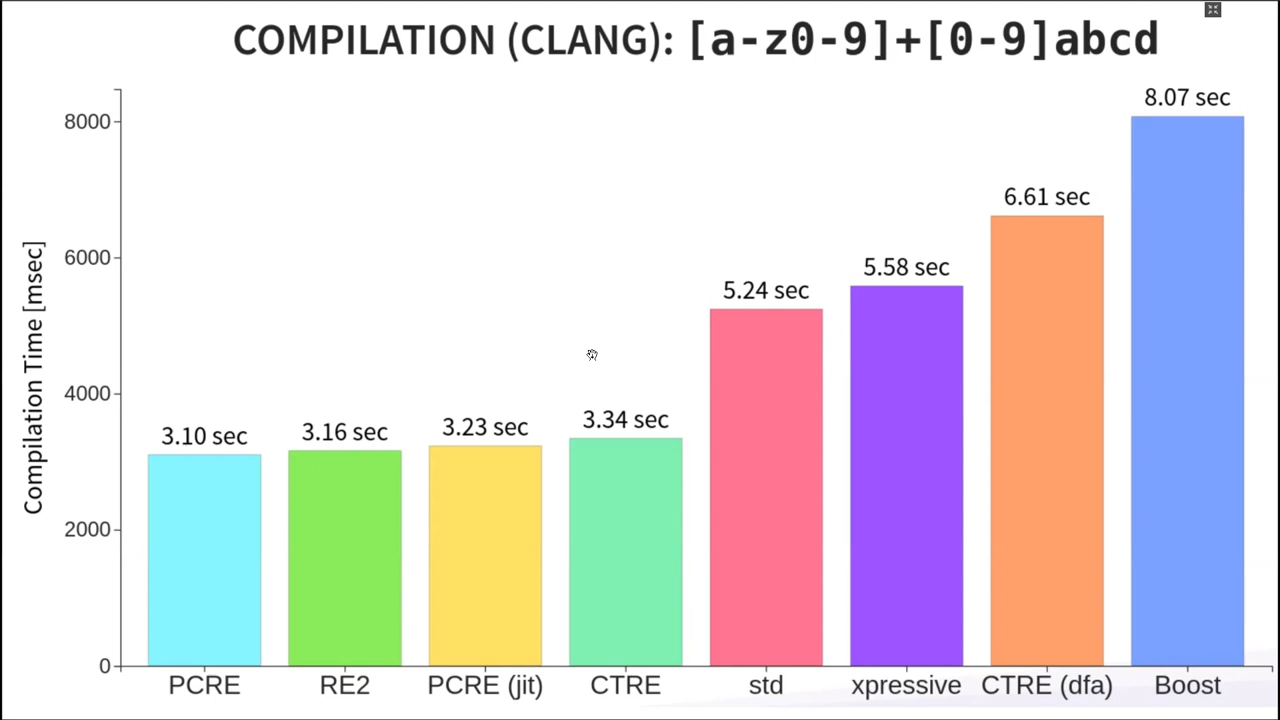 COMPILATION (CLANG): [a-z0-9]+[0-9]abcd
Compilation Time [msec]
8000
6000
4000
2000
0
3.10 sec
3.16 sec
3.23 sec
3.34 sec
5.24 sec
5.58 sec
6.61 sec
8.07 sec
PCRE
RE2
PCRE (jit)
CTRE
std
xpressive
CTRE (dfa)
Boost